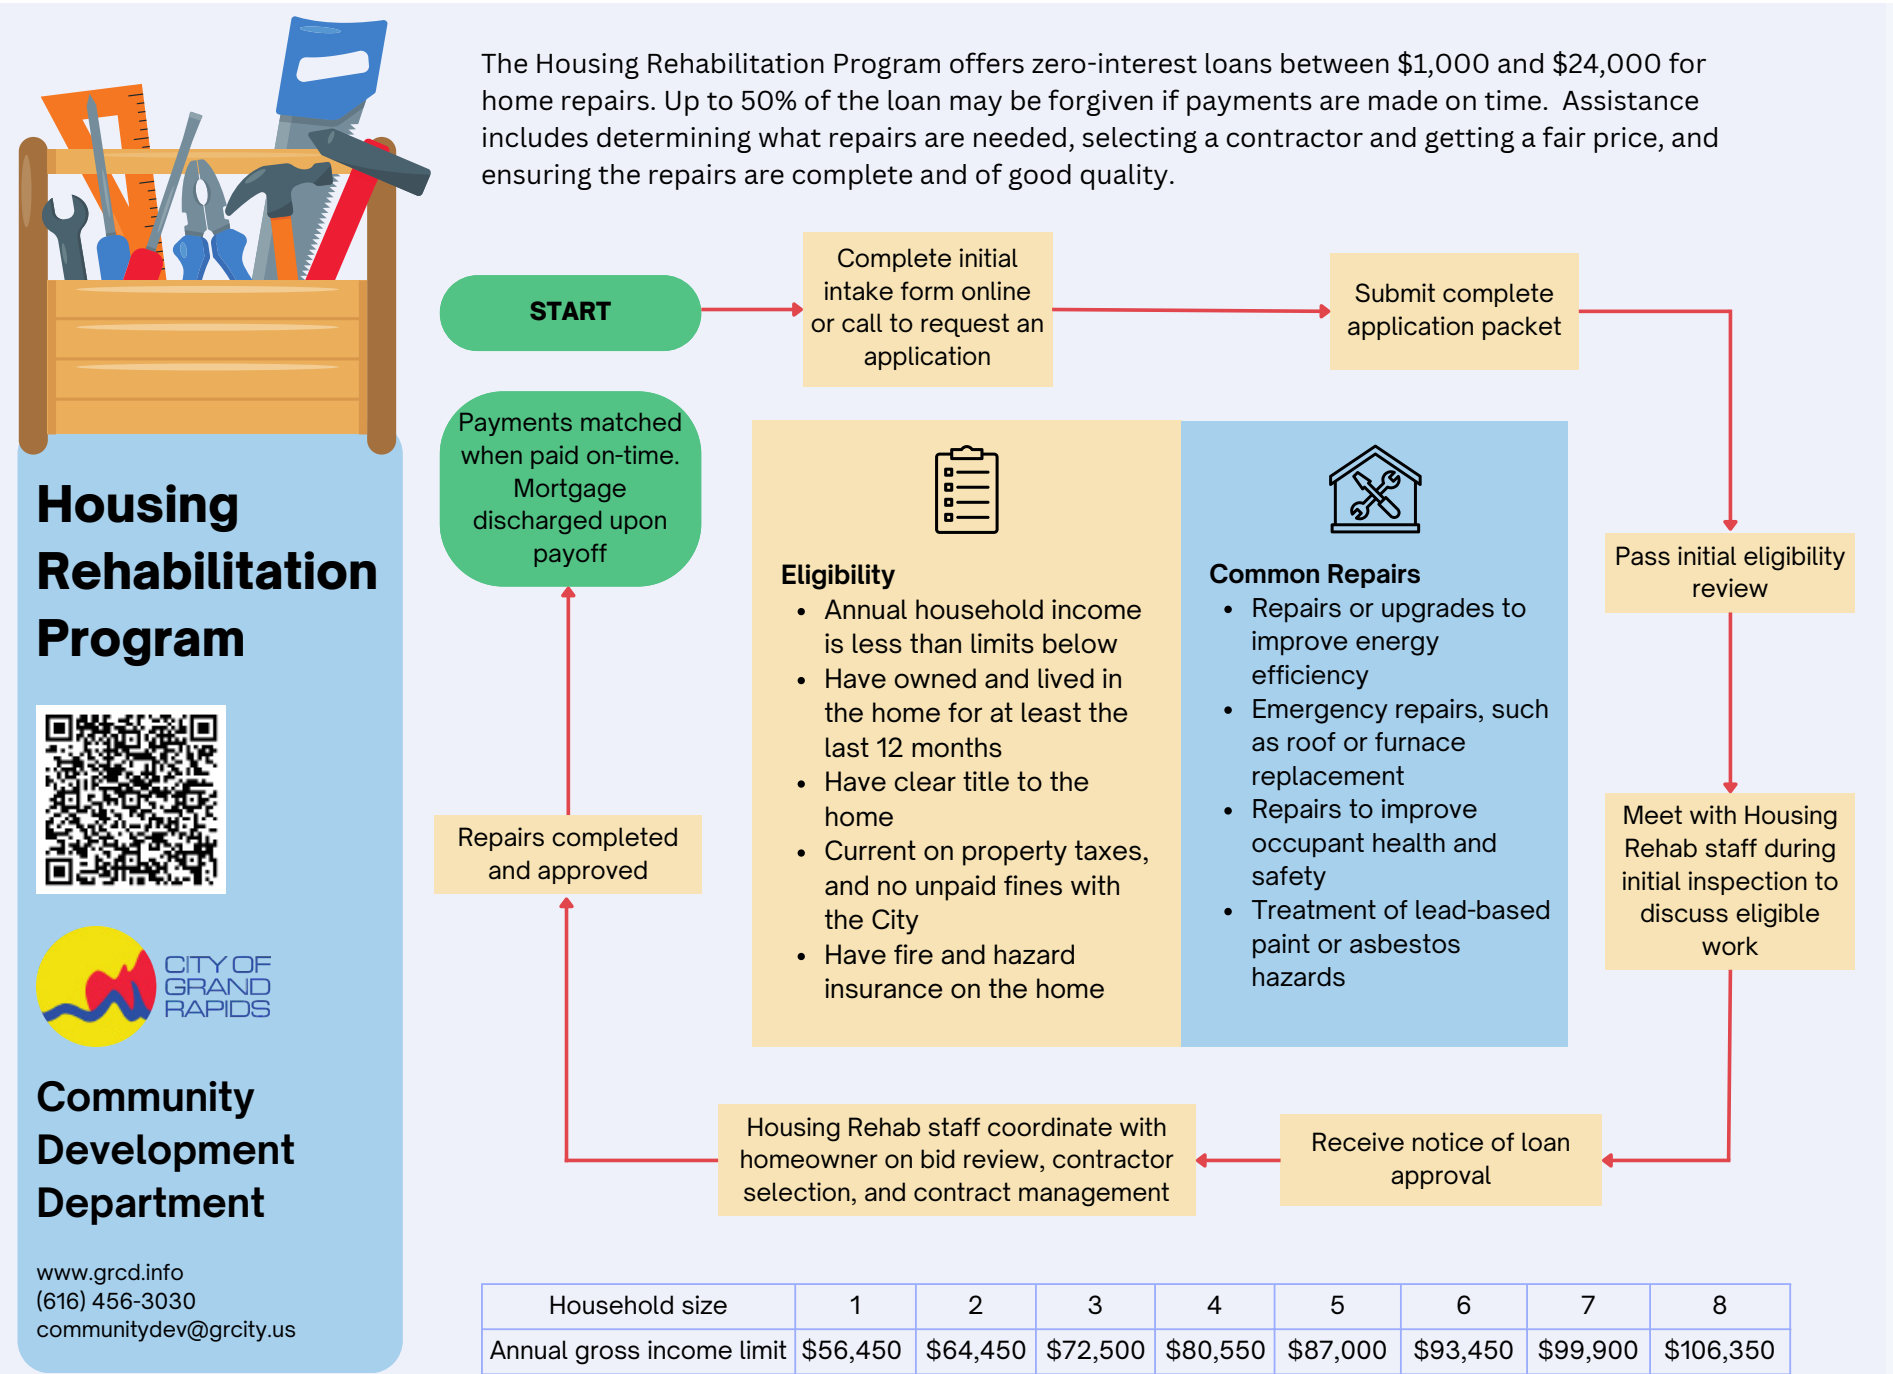 The Housing Rehabilitation Program offers zero-interest loans between $1,000 and $24,000 for
home repairs. Up to 50% of the loan may be forgiven if payments are made on time.  Assistance
includes determining what repairs are needed, selecting a contractor and getting a fair price, and
ensuring the repairs are complete and of good quality.
START
Complete initial
intake form online
or call to request an
application
Submit complete
application packet
Pass initial eligibility
review
Meet with Housing
Rehab staff during
initial inspection to
discuss eligible
work
Receive notice of loan
approval
Housing Rehab staff coordinate with
homeowner on bid review, contractor
selection, and contract management
Repairs completed
and approved
Payments matched
when paid on-time.
Mortgage
discharged upon
payoff
Eligibility
• Annual household income
is less than limits below
• Have owned and lived in
the home for at least the
last 12 months
• Have clear title to the
home
• Current on property taxes,
and no unpaid fines with
the City
• Have fire and hazard
insurance on the home
Common Repairs
• Repairs or upgrades to
improve energy
efficiency
• Emergency repairs, such
as roof or furnace
replacement
• Repairs to improve
occupant health and
safety
• Treatment of lead-based
paint or asbestos
hazards
Housing
Rehabilitation
Program
CITY OF
GRAND
RAPIDS
Community
Development
Department
www.grcd.info
(616) 456-3030
communitydev@grcity.us
Household size 1 2 3 4 5 6 7 8
Annual gross income limit $56,450 $64,450 $72,500 $80,550 $87,000 $93,450 $99,900 $106,350